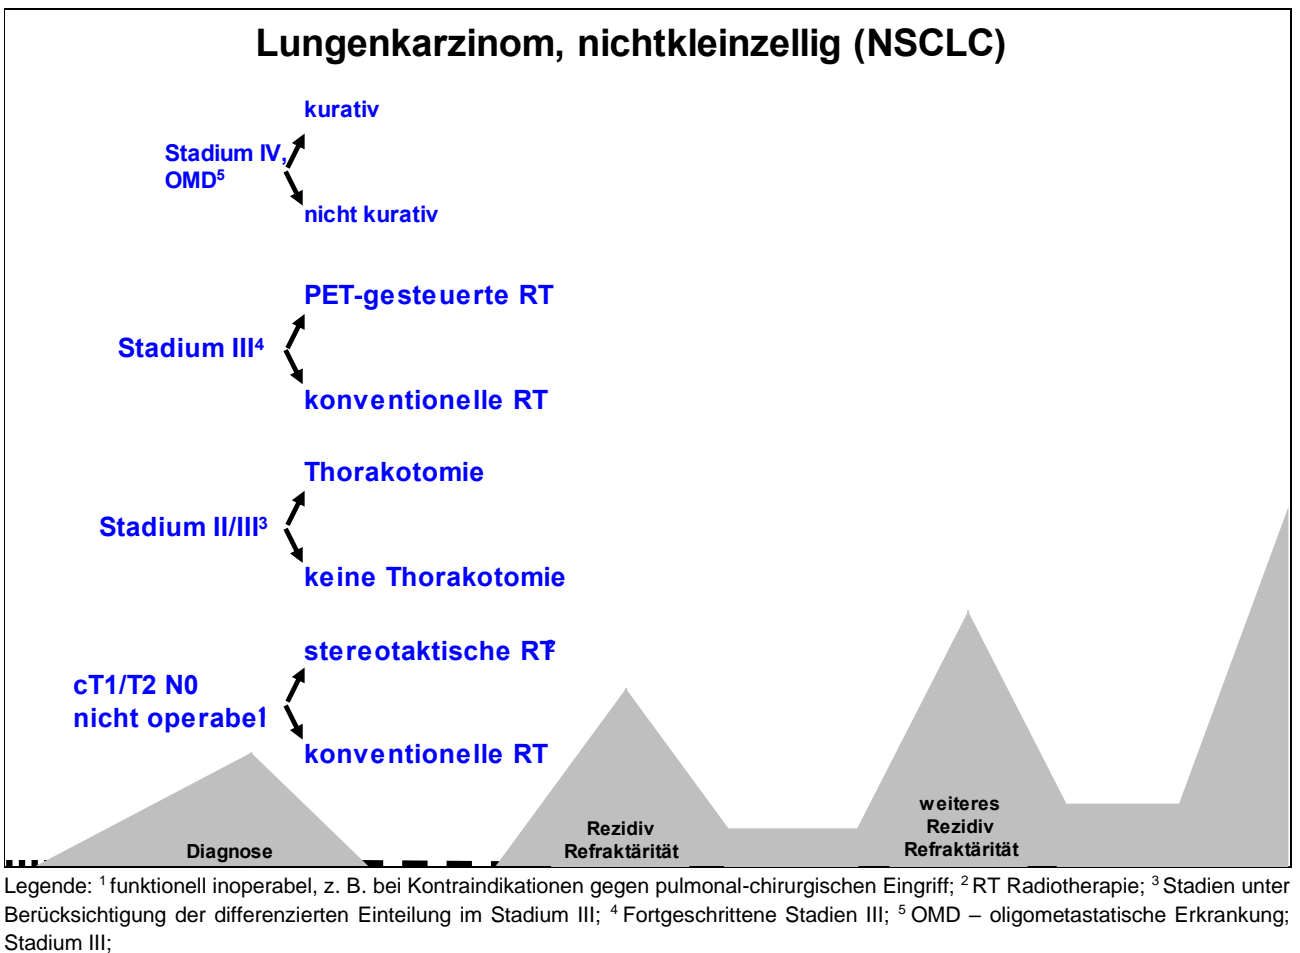 Lungenkarzinom, nichtkleinzellig (NSCLC)
kurativ
Stadium IV,
OMD⁵
nicht kurativ
PET-gesteuerte RT
Stadium III⁴
konventionelle RT
Thorakotomie
Stadium II/III³
keine Thorakotomie
stereotaktische RT²
cT1/T2 N0
nicht operabel¹
konventionelle RT
Diagnose
Rezidiv
Refraktärität
weiteres
Rezidiv
Refraktärität
Legende: ¹ funktionell inoperabel, z. B. bei Kontraindikationen gegen pulmonal-chirurgischen Eingriff; ² RT Radiotherapie; ³ Stadien unter
Berücksichtigung der differenzierten Einteilung im Stadium III; ⁴ Fortgeschrittene Stadien III; ⁵ OMD – oligometastatische Erkrankung;
Stadium III;